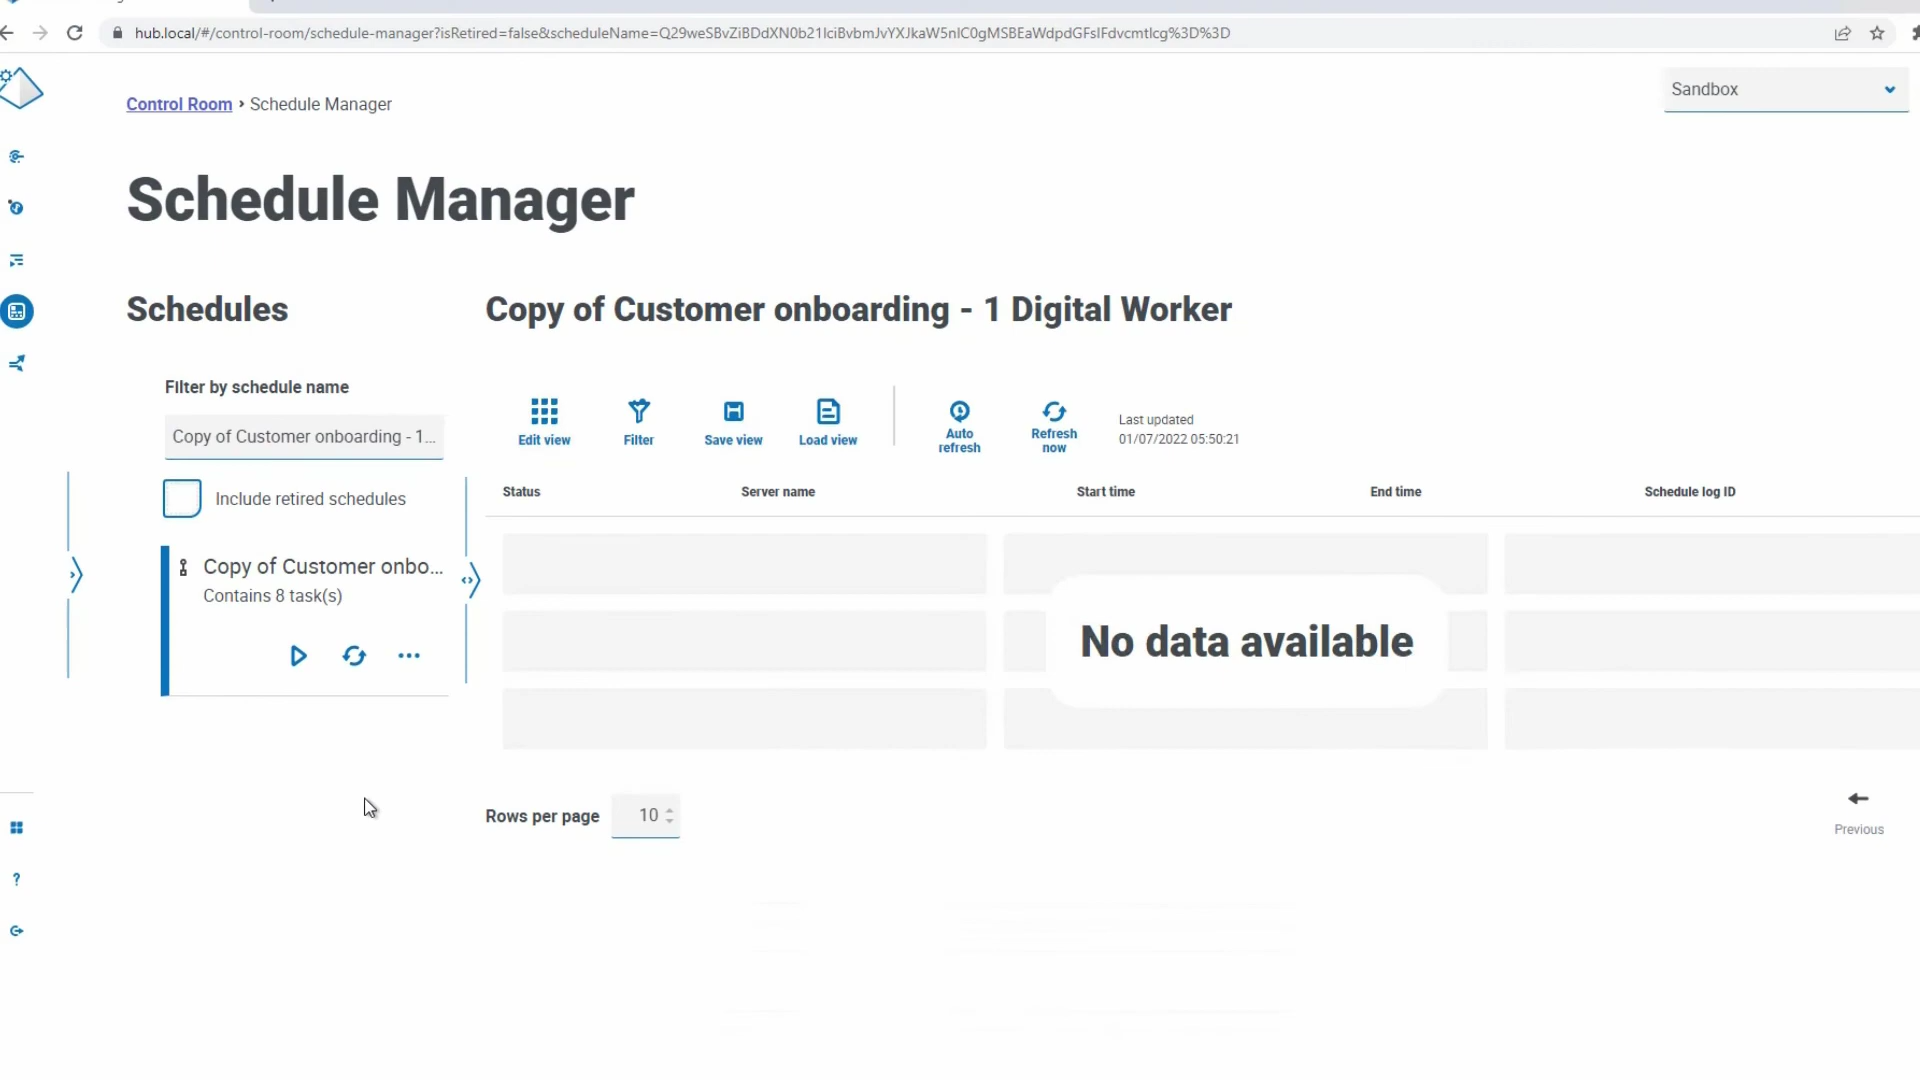 hub.local/#/control-room/schedule-manager?isRetired=false&scheduleName=Q29weSBvZiBDdXN0b21lciBvbmJvYXJkaW5nIC0gMSBEaWdpdGFsIFdvcmtlcg%3D%3D
Control Room › Schedule Manager
Sandbox
Schedule Manager
Schedules
Copy of Customer onboarding - 1 Digital Worker
Filter by schedule name
Copy of Customer onboarding - 1...
Edit view
Filter
Save view
Load view
Auto
refresh
Refresh
now
Last updated
01/07/2022 05:50:21
Include retired schedules
Status Server name Start time End time Schedule log ID
Copy of Customer onbo...
Contains 8 task(s)
No data available
Rows per page 10
Previous